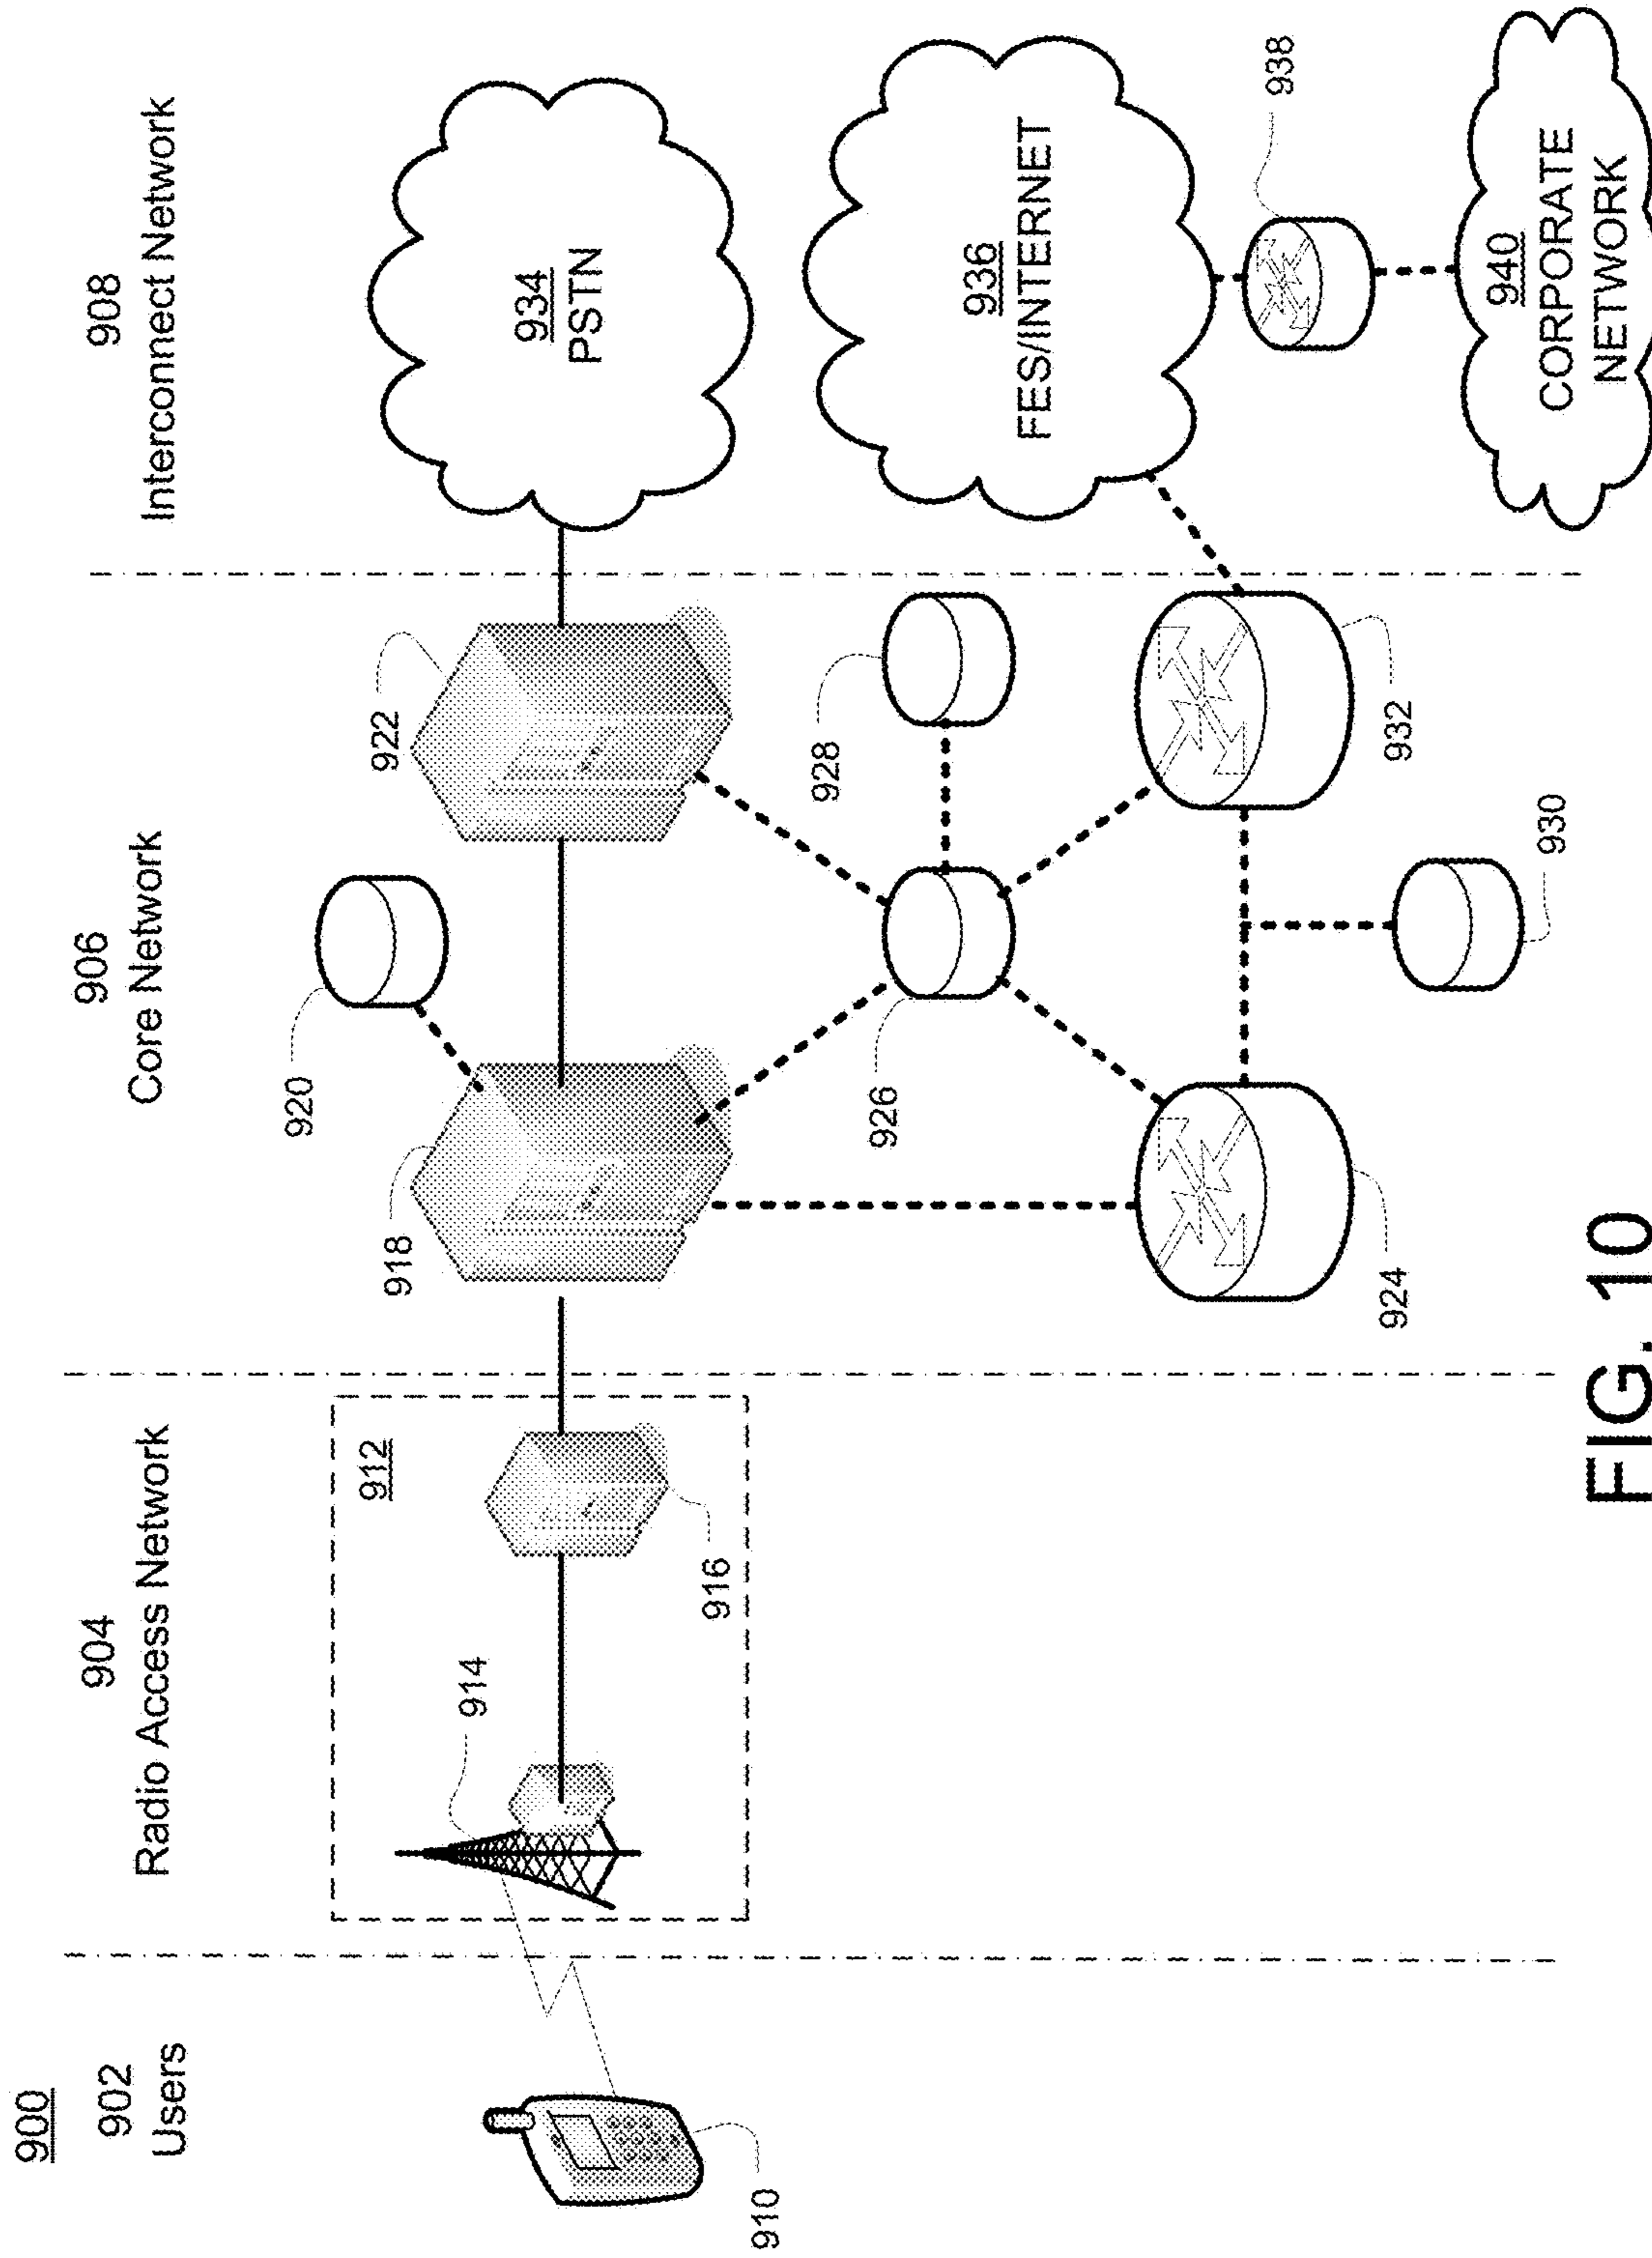 900
902
Users
904
Radio Access Network
906
Core Network
908
Interconnect Network
910
912
914
916
918
920
922
924
926
928
930
932
934
PSTN
936
FES/INTERNET
938
940
CORPORATE
NETWORK
FIG. 10